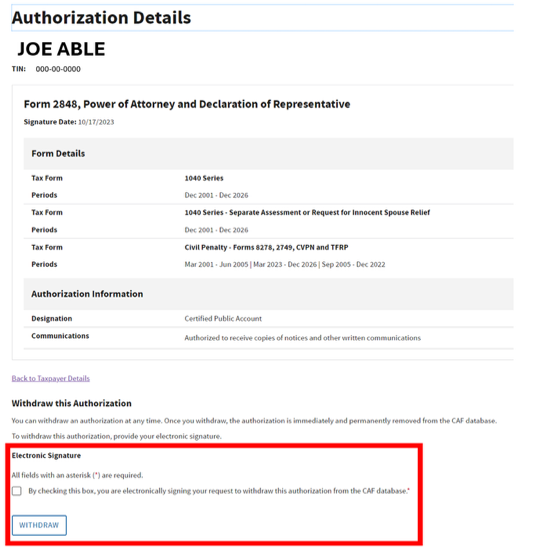 Authorization Details
JOE ABLE
TIN: 000-00-0000
Form 2848, Power of Attorney and Declaration of Representative
Signature Date: 10/17/2023
Form Details
Tax Form 1040 Series
Periods Dec 2001 - Dec 2026
Tax Form 1040 Series - Separate Assessment or Request for Innocent Spouse Relief
Periods Dec 2001 - Dec 2026
Tax Form Civil Penalty - Forms 8278, 2749, CVPN and TFRP
Periods Mar 2001 - Jun 2005 | Mar 2023 - Dec 2026 | Sep 2005 - Dec 2022
Authorization Information
Designation Certified Public Account
Communications Authorized to receive copies of notices and other written communications
Back to Taxpayer Details
Withdraw this Authorization
You can withdraw an authorization at any time. Once you withdraw, the authorization is immediately and permanently removed from the CAF database.
To withdraw this authorization, provide your electronic signature.
Electronic Signature
All fields with an asterisk (*) are required.
By checking this box, you are electronically signing your request to withdraw this authorization from the CAF database.*
WITHDRAW